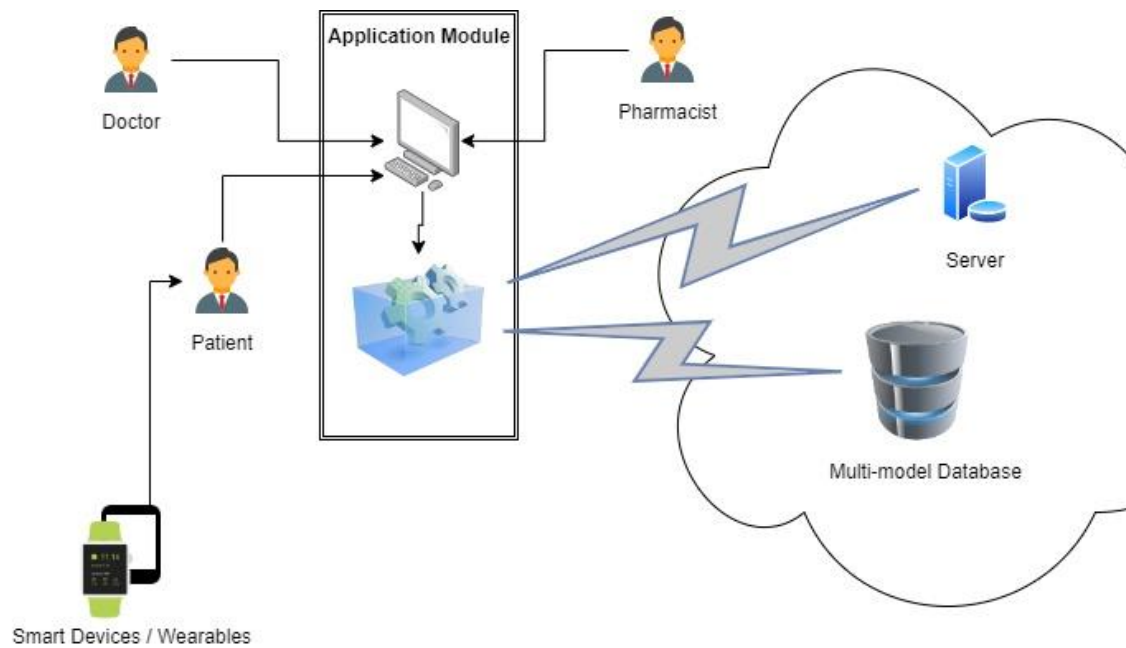 Application Module
Doctor
Pharmacist
Patient
Server
Multi-model Database
Smart Devices / Wearables